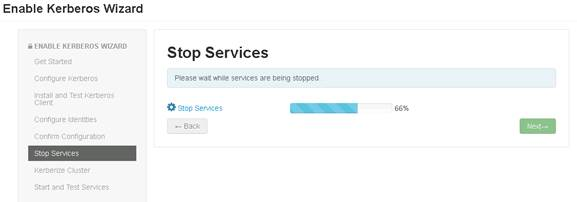 Enable Kerberos Wizard
ENABLE KERBEROS WIZARD
Get Started
Configure Kerberos
Install and Test Kerberos
Client
Configure Identities
Confirm Configuration
Stop Services
Kerberize Cluster
Start and Test Services
Stop Services
Please wait while services are being stopped.
Stop Services 66%
← Back
Next →